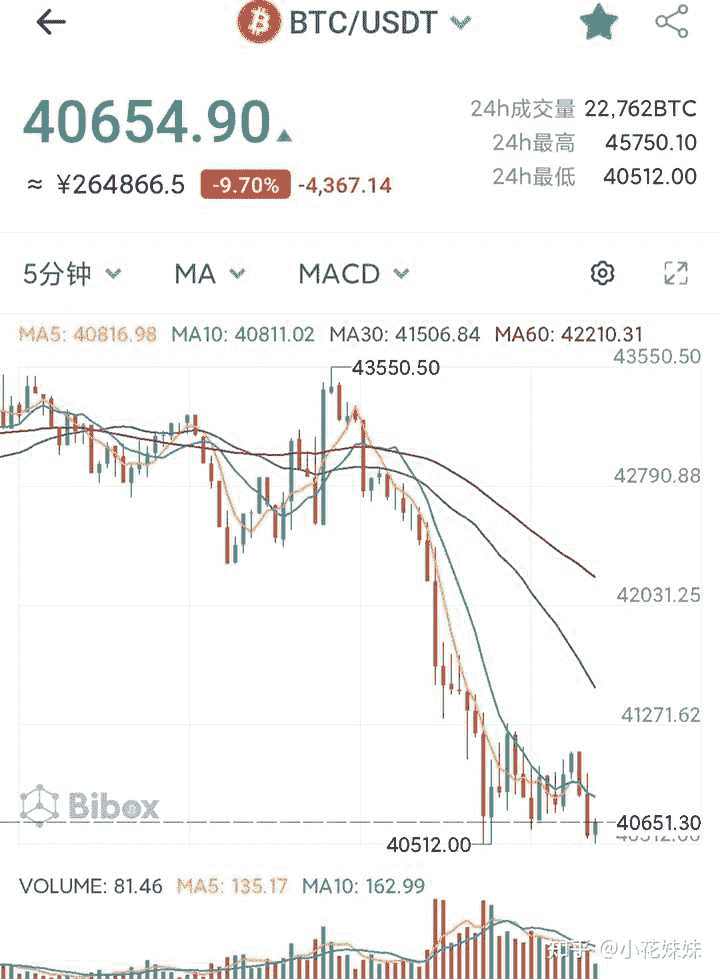 BTC/USDT
40654.90
24h成交量 22,762BTC
24h最高 45750.10
≈ ¥264866.5 -9.70% -4,367.14
24h最低 40512.00
5分钟 MA MACD
MA5: 40816.98 MA10: 40811.02 MA30: 41506.84 MA60: 42210.31
43550.50
43550.50
42790.88
42031.25
41271.62
Bibox
40651.30
40512.00
40512.00
VOLUME: 81.46 MA5: 135.17 MA10: 162.99
知乎 @小花妹妹